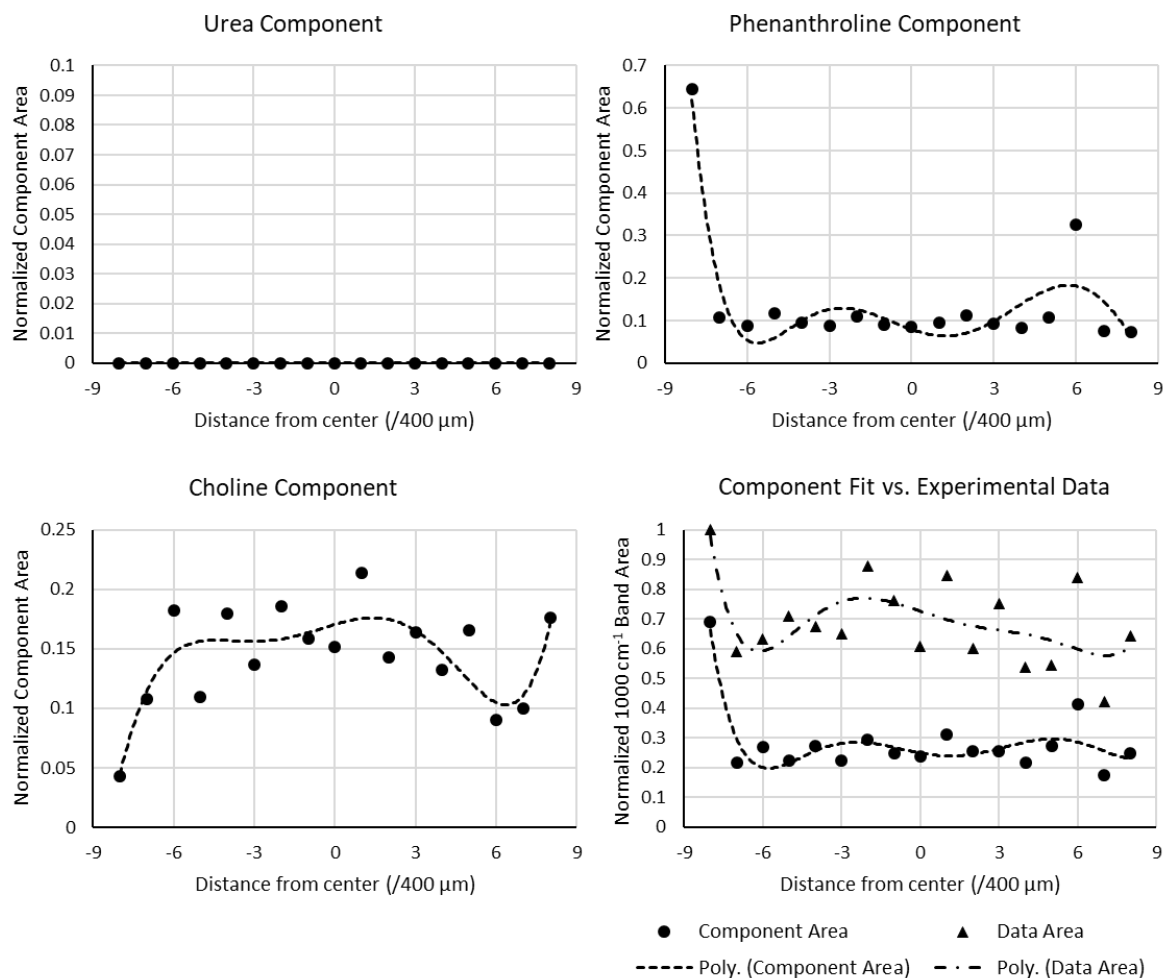 Urea Component
Normalized Component Area
0.1
0.09
0.08
0.07
0.06
0.05
0.04
0.03
0.02
0.01
0
-9 -6 -3 0 3 6 9
Distance from center (/400 µm)
Phenanthroline Component
Normalized Component Area
0.7
0.6
0.5
0.4
0.3
0.2
0.1
0
-9 -6 -3 0 3 6 9
Distance from center (/400 µm)
Choline Component
Normalized Component Area
0.25
0.2
0.15
0.1
0.05
0
-9 -6 -3 0 3 6 9
Distance from center (/400 µm)
Component Fit vs. Experimental Data
Normalized 1000 cm⁻¹ Band Area
1
0.9
0.8
0.7
0.6
0.5
0.4
0.3
0.2
0.1
0
-9 -6 -3 0 3 6 9
Distance from center (/400 µm)
Component Area Data Area
Poly. (Component Area) Poly. (Data Area)